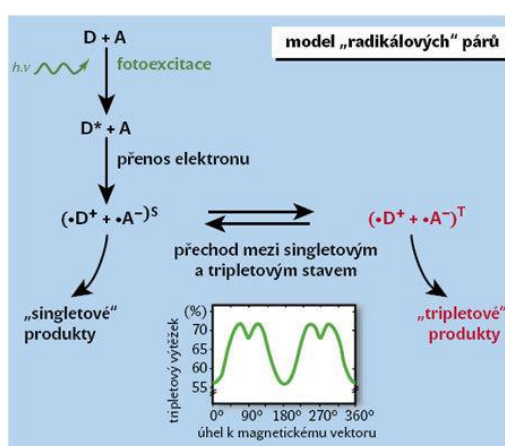 model „radikálových“ párů
D + A
h.v
fotoexcitace
D* + A
přenos elektronu
(•D⁺ + •A⁻)ˢ
(•D⁺ + •A⁻)ᵀ
přechod mezi singletovým
a tripletovým stavem
„singletové“
produkty
„tripletové“
produkty
(%)
70
65
60
55
tripletový výtěžek
0° 90° 180° 270° 360°
úhel k magnetickému vektoru